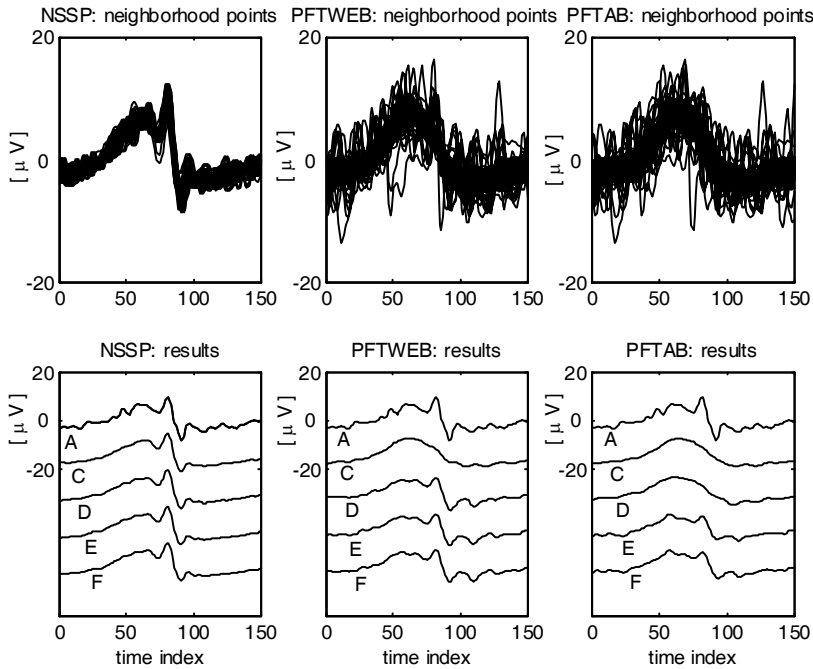 NSSP: neighborhood points
PFTWEB: neighborhood points
PFTAB: neighborhood points
20
20
20
[ μ V]
[ μ V]
[ μ V]
0
0
0
-20
-20
-20
0 50 100 150
0 50 100 150
0 50 100 150
NSSP: results
PFTWEB: results
PFTAB: results
20
20
20
[ μ V]
[ μ V]
[ μ V]
0
0
0
-20
-20
-20
A
C
D
E
F
A
C
D
E
F
A
C
D
E
F
0 50 100 150
0 50 100 150
0 50 100 150
time index
time index
time index